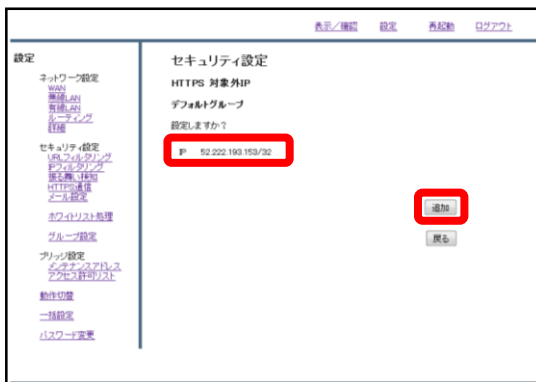 表示／確認 設定 再起動 ログアウト
設定
ネットワーク設定
WAN
無線LAN
有線LAN
ルーティング
詳細
セキュリティ設定
URLフィルタリング
IPフィルタリング
振る舞い検知
HTTPS通信
メール設定
ホワイトリスト処理
グループ設定
ブリッジ設定
メンテナンスアドレス
アクセス許可リスト
動作切替
一括設定
パスワード変更
セキュリティ設定
HTTPS 対象外IP
デフォルトグループ
設定しますか？
IP 52.222.193.153/32
追加
戻る